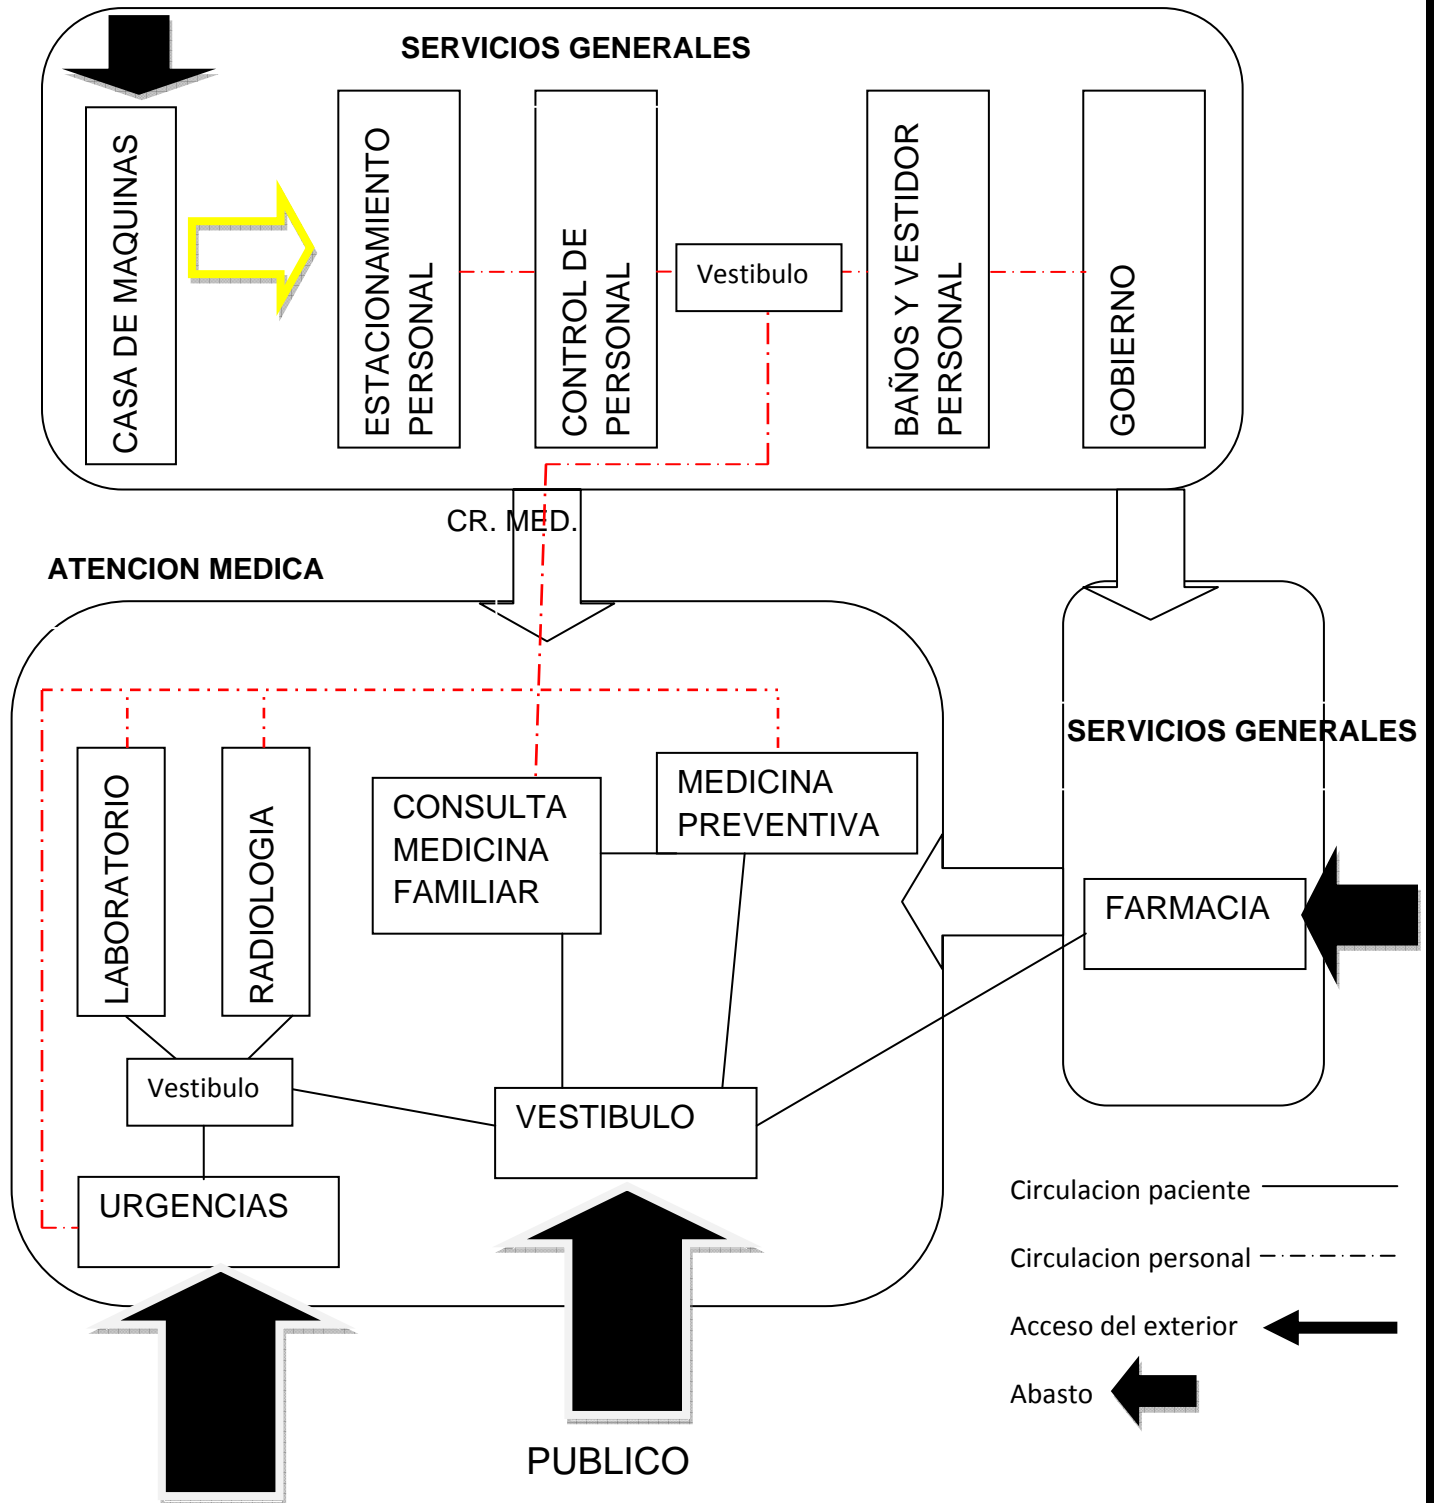 SERVICIOS GENERALES
CASA DE MAQUINAS
ESTACIONAMIENTO
PERSONAL
CONTROL DE
PERSONAL
Vestibulo
BAÑOS Y VESTIDOR
PERSONAL
GOBIERNO
CR. MED.
ATENCION MEDICA
SERVICIOS GENERALES
LABORATORIO
RADIOLOGIA
CONSULTA
MEDICINA
FAMILIAR
MEDICINA
PREVENTIVA
FARMACIA
Vestibulo
VESTIBULO
URGENCIAS
Circulacion paciente
Circulacion personal
Acceso del exterior
Abasto
PUBLICO